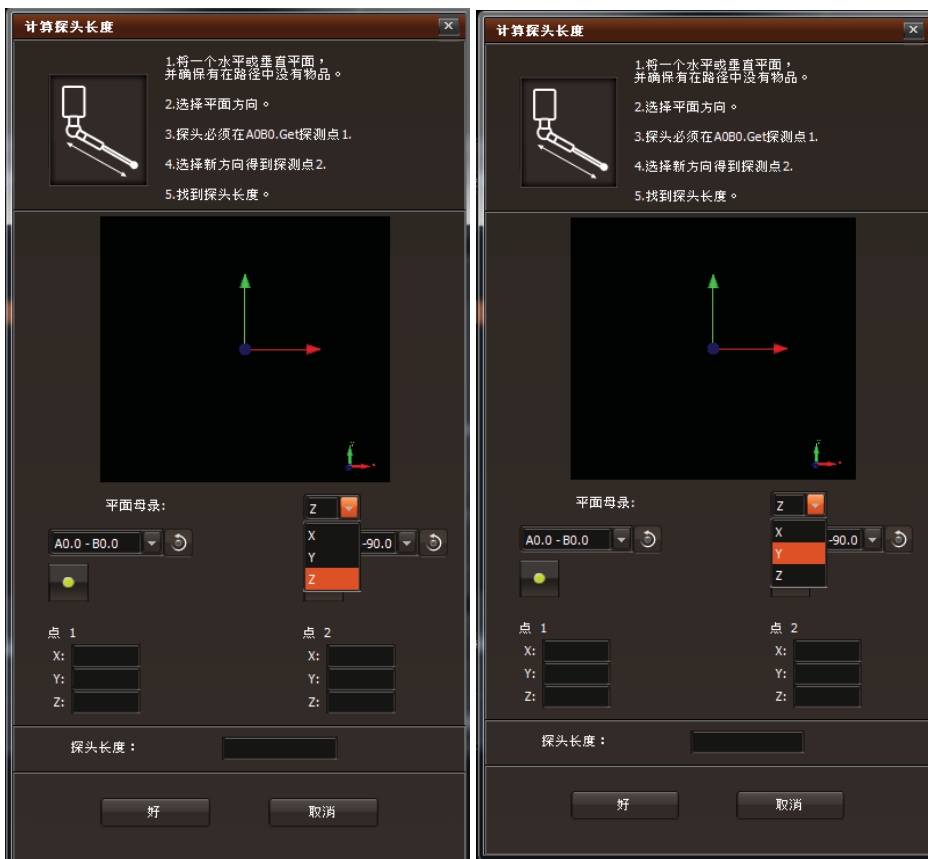 计算探头长度
1.将一个水平或垂直平面，
并确保有在路径中没有物品。
2.选择平面方向。
3.探头必须在A0B0.Get探测点1.
4.选择新方向得到探测点2.
5.找到探头长度。
平面母录:
Z
X
Y
Z
A0.0 - B0.0
-90.0
点 1
点 2
X:
X:
Y:
Y:
Z:
Z:
探头长度：
好
取消
计算探头长度
1.将一个水平或垂直平面，
并确保有在路径中没有物品。
2.选择平面方向。
3.探头必须在A0B0.Get探测点1.
4.选择新方向得到探测点2.
5.找到探头长度。
平面母录:
Z
X
Y
Z
A0.0 - B0.0
-90.0
点 1
点 2
X:
X:
Y:
Y:
Z:
Z:
探头长度：
好
取消